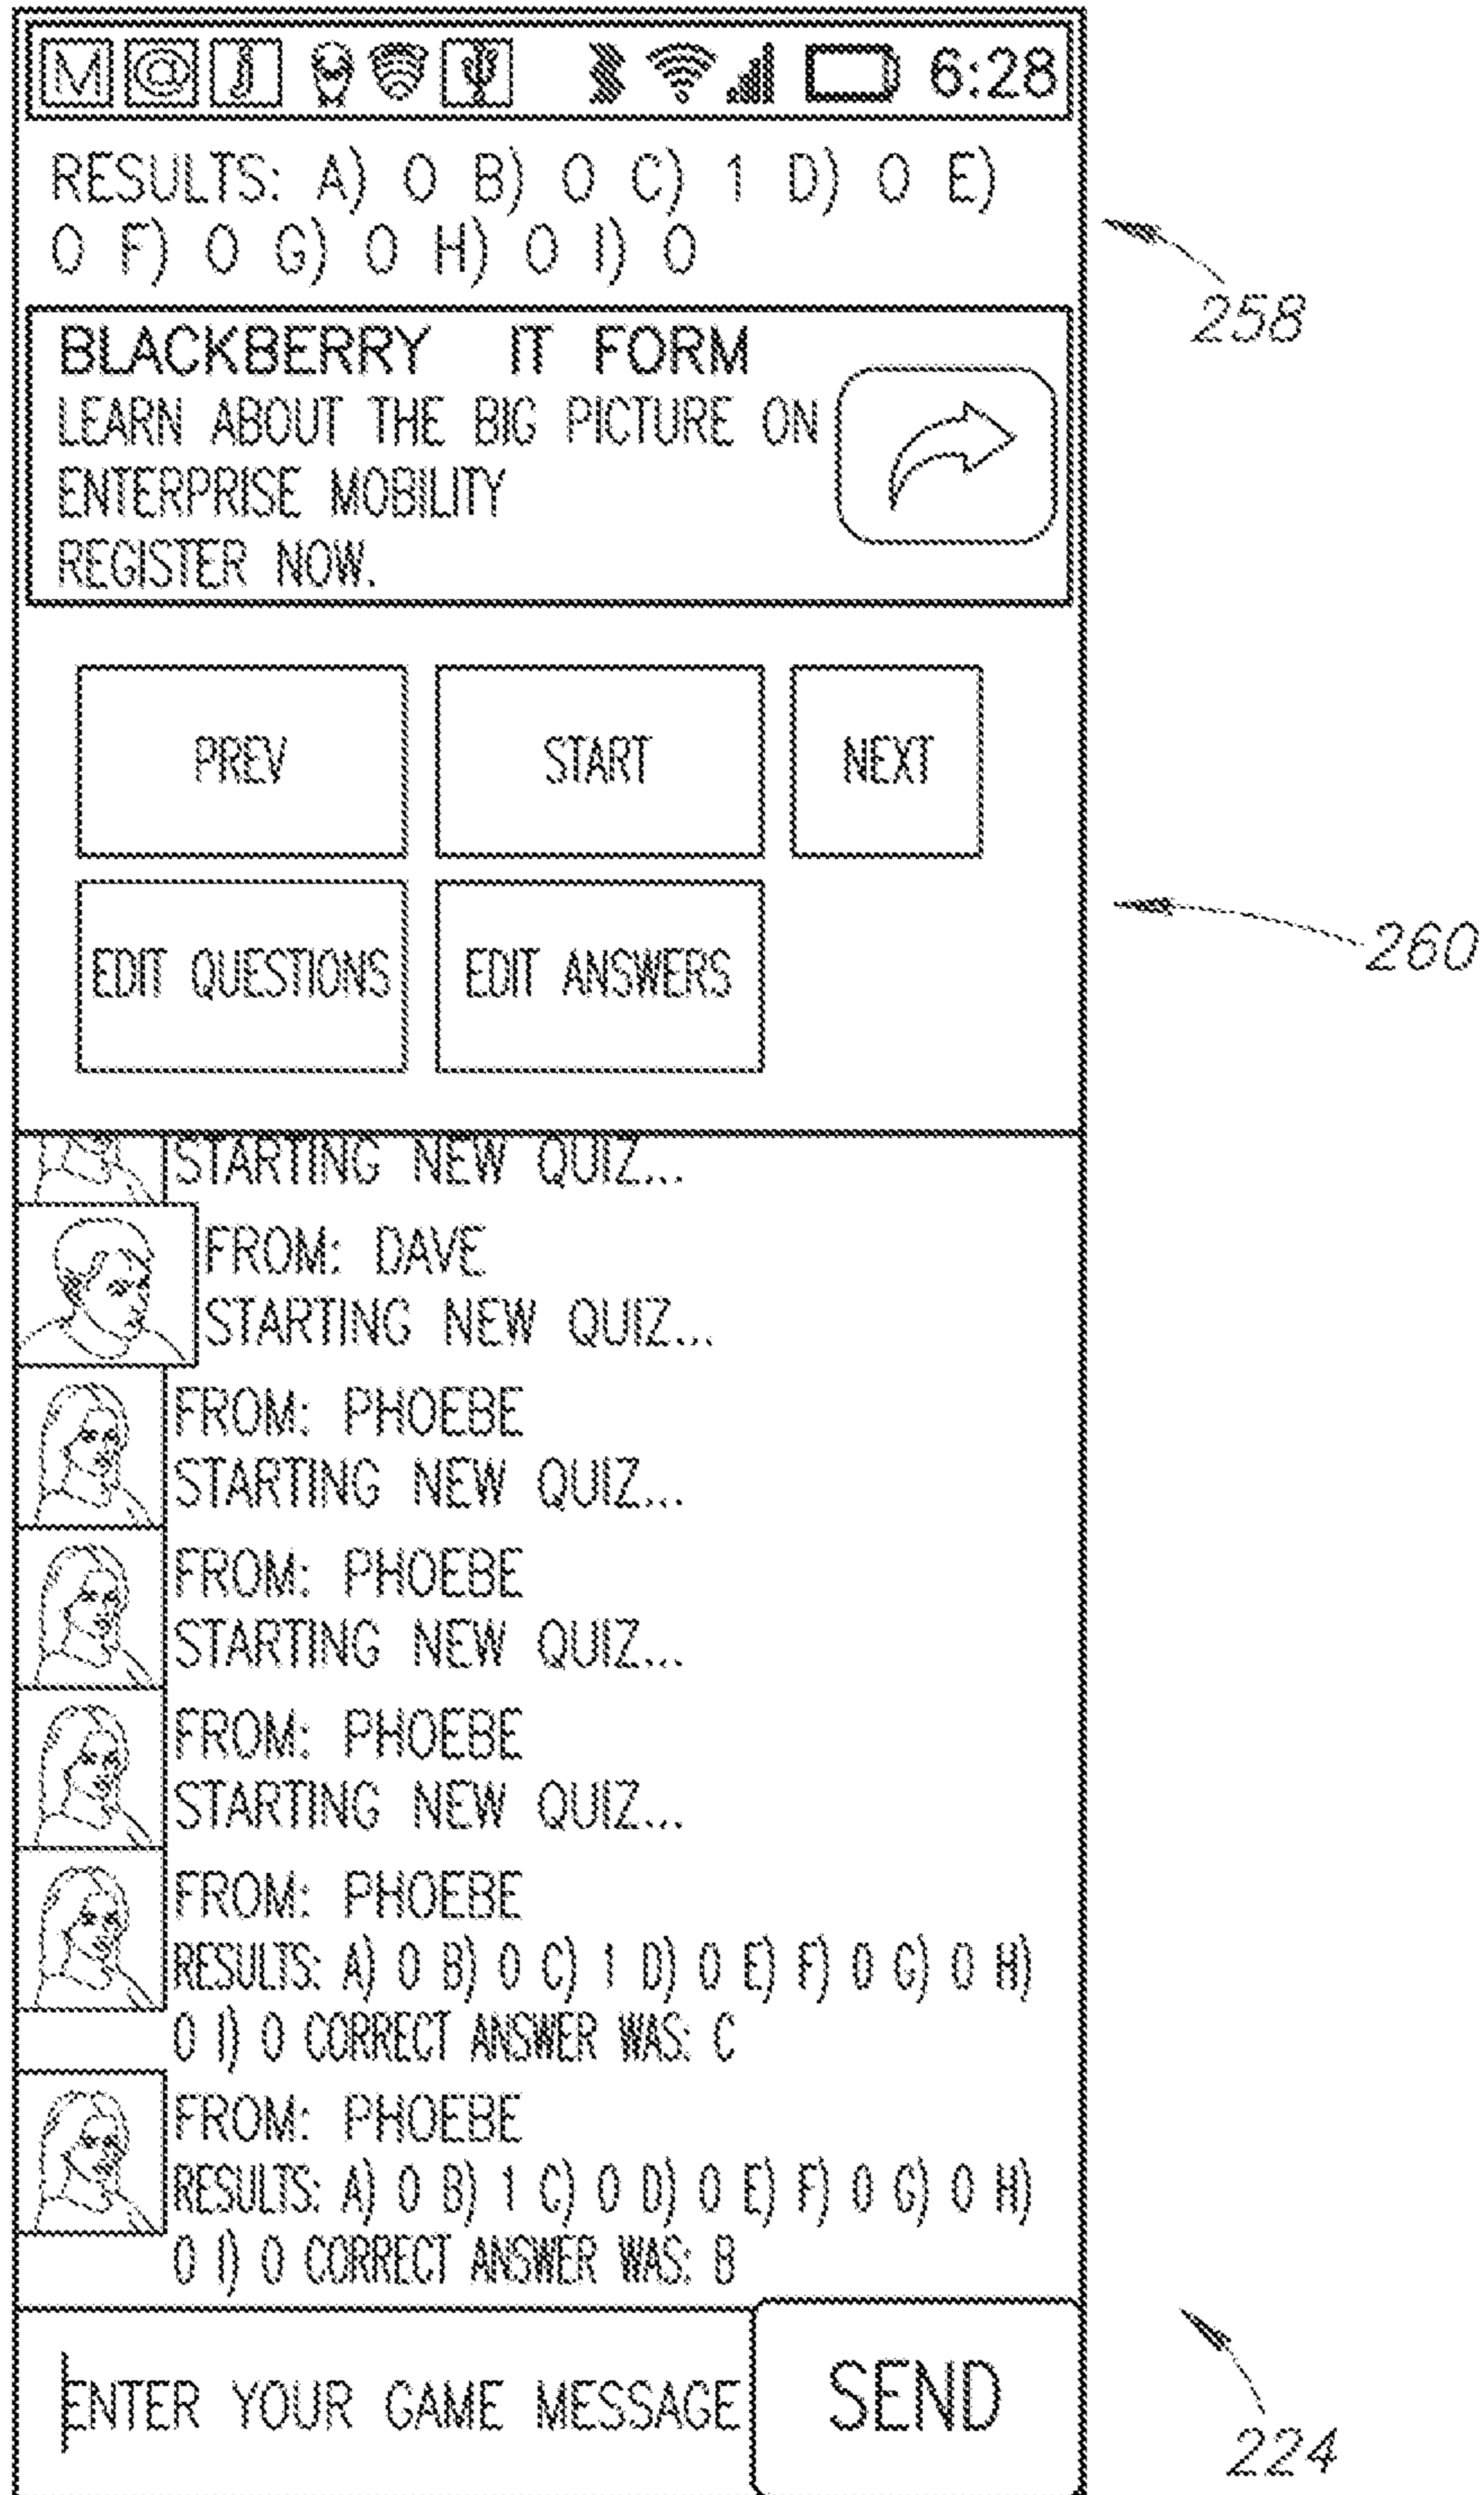 M @ J 6:28
RESULTS: A) 0 B) 0 C) 1 D) 0 E)
0 F) 0 G) 0 H) 0 I) 0
258
BLACKBERRY IT FORM
LEARN ABOUT THE BIG PICTURE ON
ENTERPRISE MOBILITY
REGISTER NOW.
PREV START NEXT
260
EDIT QUESTIONS EDIT ANSWERS
STARTING NEW QUIZ...
FROM: DAVE
STARTING NEW QUIZ...
FROM: PHOEBE
STARTING NEW QUIZ...
FROM: PHOEBE
STARTING NEW QUIZ...
FROM: PHOEBE
STARTING NEW QUIZ...
FROM: PHOEBE
RESULTS: A) 0 B) 0 C) 1 D) 0 E) F) 0 G) 0 H)
0 I) 0 CORRECT ANSWER WAS: C
FROM: PHOEBE
RESULTS: A) 0 B) 1 C) 0 D) 0 E) F) 0 G) 0 H)
0 I) 0 CORRECT ANSWER WAS: B
ENTER YOUR GAME MESSAGE SEND
224